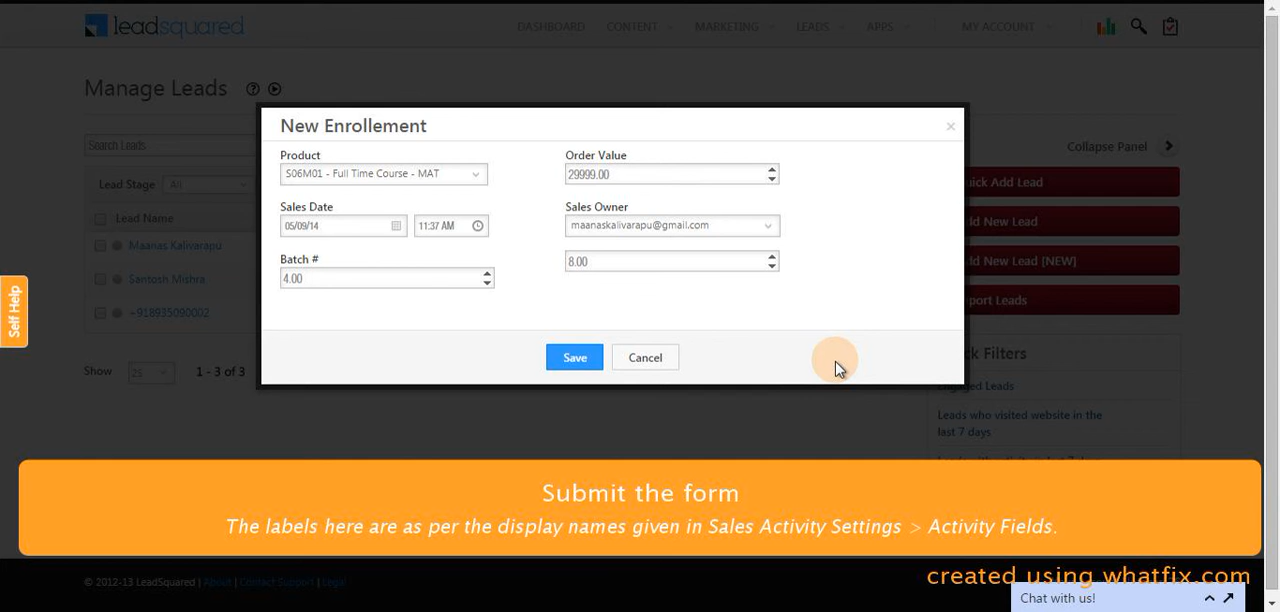 leadsquared
DASHBOARD CONTENT MARKETING LEADS APPS MY ACCOUNT
Manage Leads
Search Leads
Lead Stage All
Lead Name
Maanas Kalivarapu
Santosh Mishra
Show 25 1 - 3 of 3
Self Help
New Enrollement
×
Product
S06M01 - Full Time Course - MAT
Order Value
29999.00
Sales Date
05/09/14 11:37 AM
Sales Owner
maanaskalivarapu@gmail.com
Batch #
4.00
8.00
Save Cancel
Collapse Panel
uick Add Lead
dd New Lead
dd New Lead [NEW]
port Leads
ck Filters
Engaged Leads
Leads who visited website in the
last 7 days
Submit the form
The labels here are as per the display names given in Sales Activity Settings > Activity Fields.
© 2012-13 LeadSquared | About | Contact Support | Legal
created using whatfix.com
Chat with us!